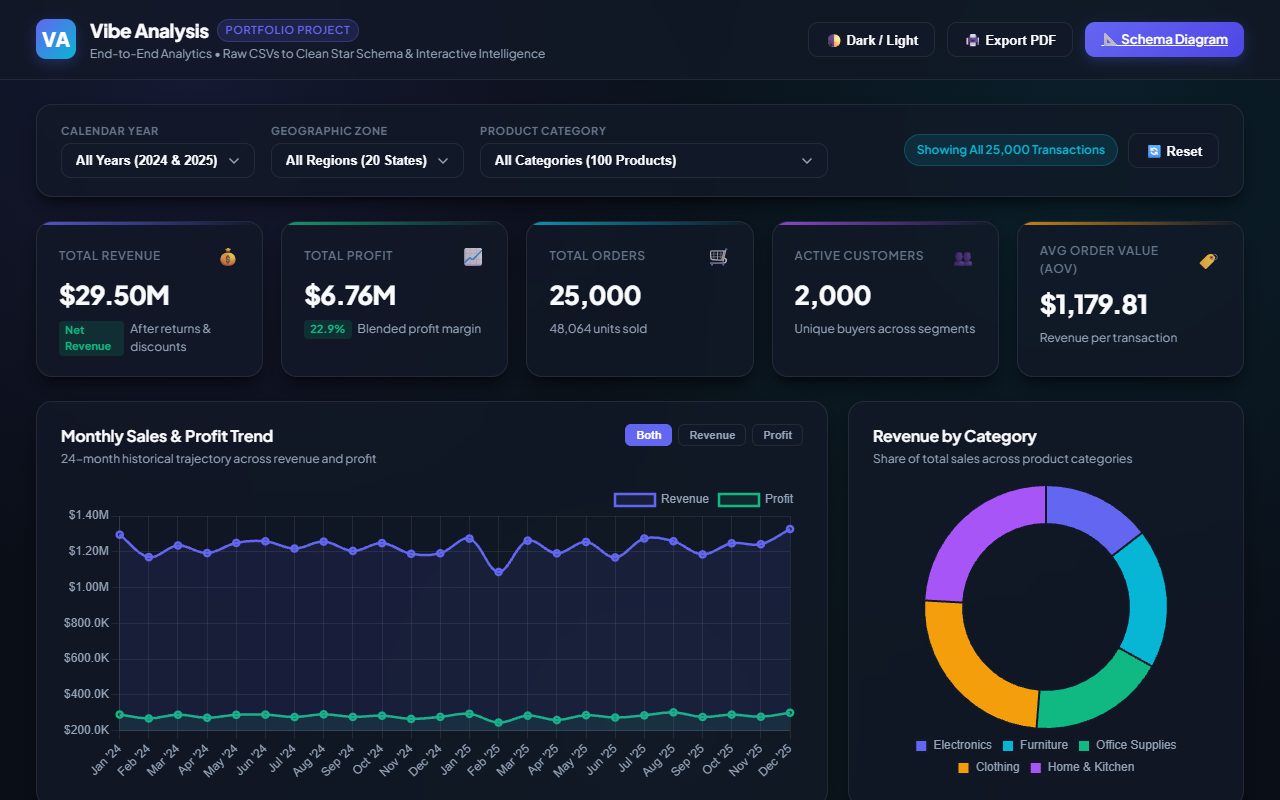 VA
Vibe Analysis
PORTFOLIO PROJECT
End-to-End Analytics • Raw CSVs to Clean Star Schema & Interactive Intelligence
Dark / Light
Export PDF
Schema Diagram
CALENDAR YEAR
All Years (2024 & 2025)
GEOGRAPHIC ZONE
All Regions (20 States)
PRODUCT CATEGORY
All Categories (100 Products)
Showing All 25,000 Transactions
Reset
TOTAL REVENUE
$29.50M
Net
Revenue
After returns &
discounts
TOTAL PROFIT
$6.76M
22.9%
Blended profit margin
TOTAL ORDERS
25,000
48,064 units sold
ACTIVE CUSTOMERS
2,000
Unique buyers across segments
AVG ORDER VALUE
(AOV)
$1,179.81
Revenue per transaction
Monthly Sales & Profit Trend
24-month historical trajectory across revenue and profit
Both
Revenue
Profit
Revenue
Profit
$1.40M
$1.20M
$1.00M
$800.0K
$600.0K
$400.0K
$200.0K
Jan '24
Feb '24
Mar '24
Apr '24
May '24
Jun '24
Jul '24
Aug '24
Sep '24
Oct '24
Nov '24
Dec '24
Jan '25
Feb '25
Mar '25
Apr '25
May '25
Jun '25
Jul '25
Aug '25
Sep '25
Oct '25
Nov '25
Dec '25
Revenue by Category
Share of total sales across product categories
Electronics
Furniture
Office Supplies
Clothing
Home & Kitchen